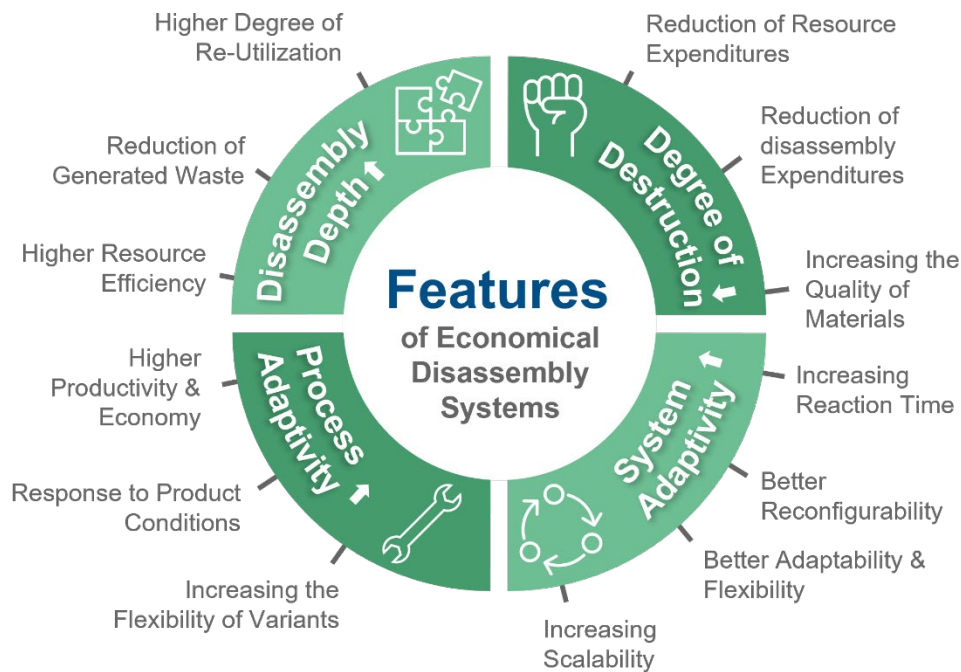 Higher Degree of
Re-Utilization
Reduction of
Generated Waste
Higher Resource
Efficiency
Disassembly
Depth
Reduction of Resource
Expenditures
Reduction of
disassembly
Expenditures
Increasing the
Quality of
Materials
Degree of
Destruction
Features
of Economical
Disassembly
Systems
Higher
Productivity &
Economy
Response to Product
Conditions
Increasing the
Flexibility of Variants
Process
Adaptivity
System
Adaptivity
Increasing
Reaction Time
Better
Reconfigurability
Better Adaptability &
Flexibility
Increasing
Scalability